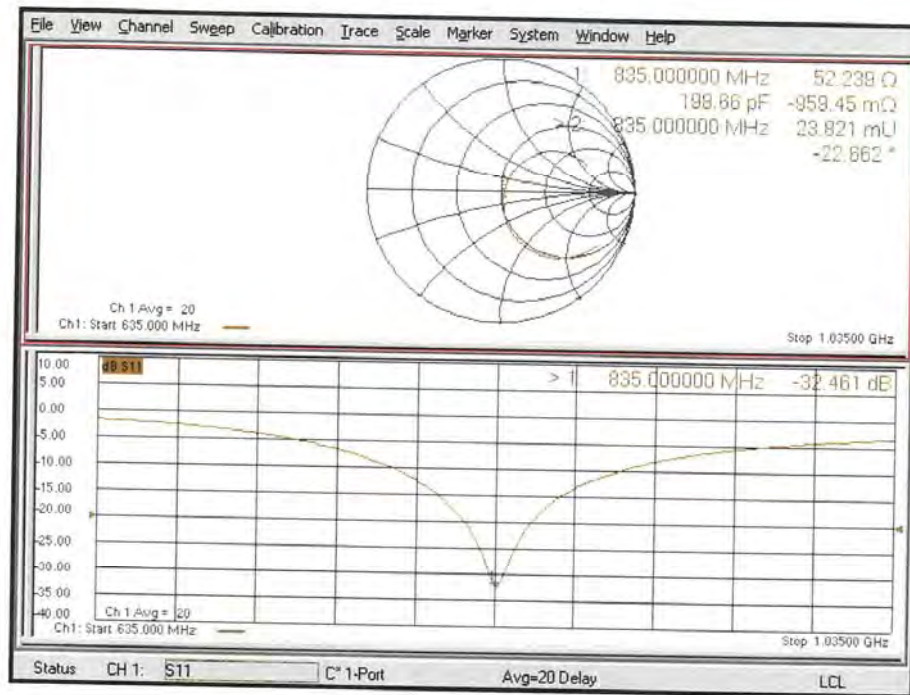 File View Channel Sweep Calibration Trace Scale Marker System Window Help
1: 835.000000 MHz 52.239 Ω
198.66 pF -959.45 mΩ
> 2: 835.000000 MHz 23.821 mU
-22.662 °
Ch 1 Avg = 20
Ch1: Start 635.000 MHz
Stop 1.03500 GHz
10.00
dB S11
> 1: 835.000000 MHz -32.461 dB
5.00
0.00
-5.00
-10.00
-15.00
-20.00
-25.00
-30.00
-35.00
-40.00
Ch 1 Avg = 20
Ch1: Start 635.000 MHz
Stop 1.03500 GHz
Status CH 1: S11 C* 1-Port Avg=20 Delay LCL